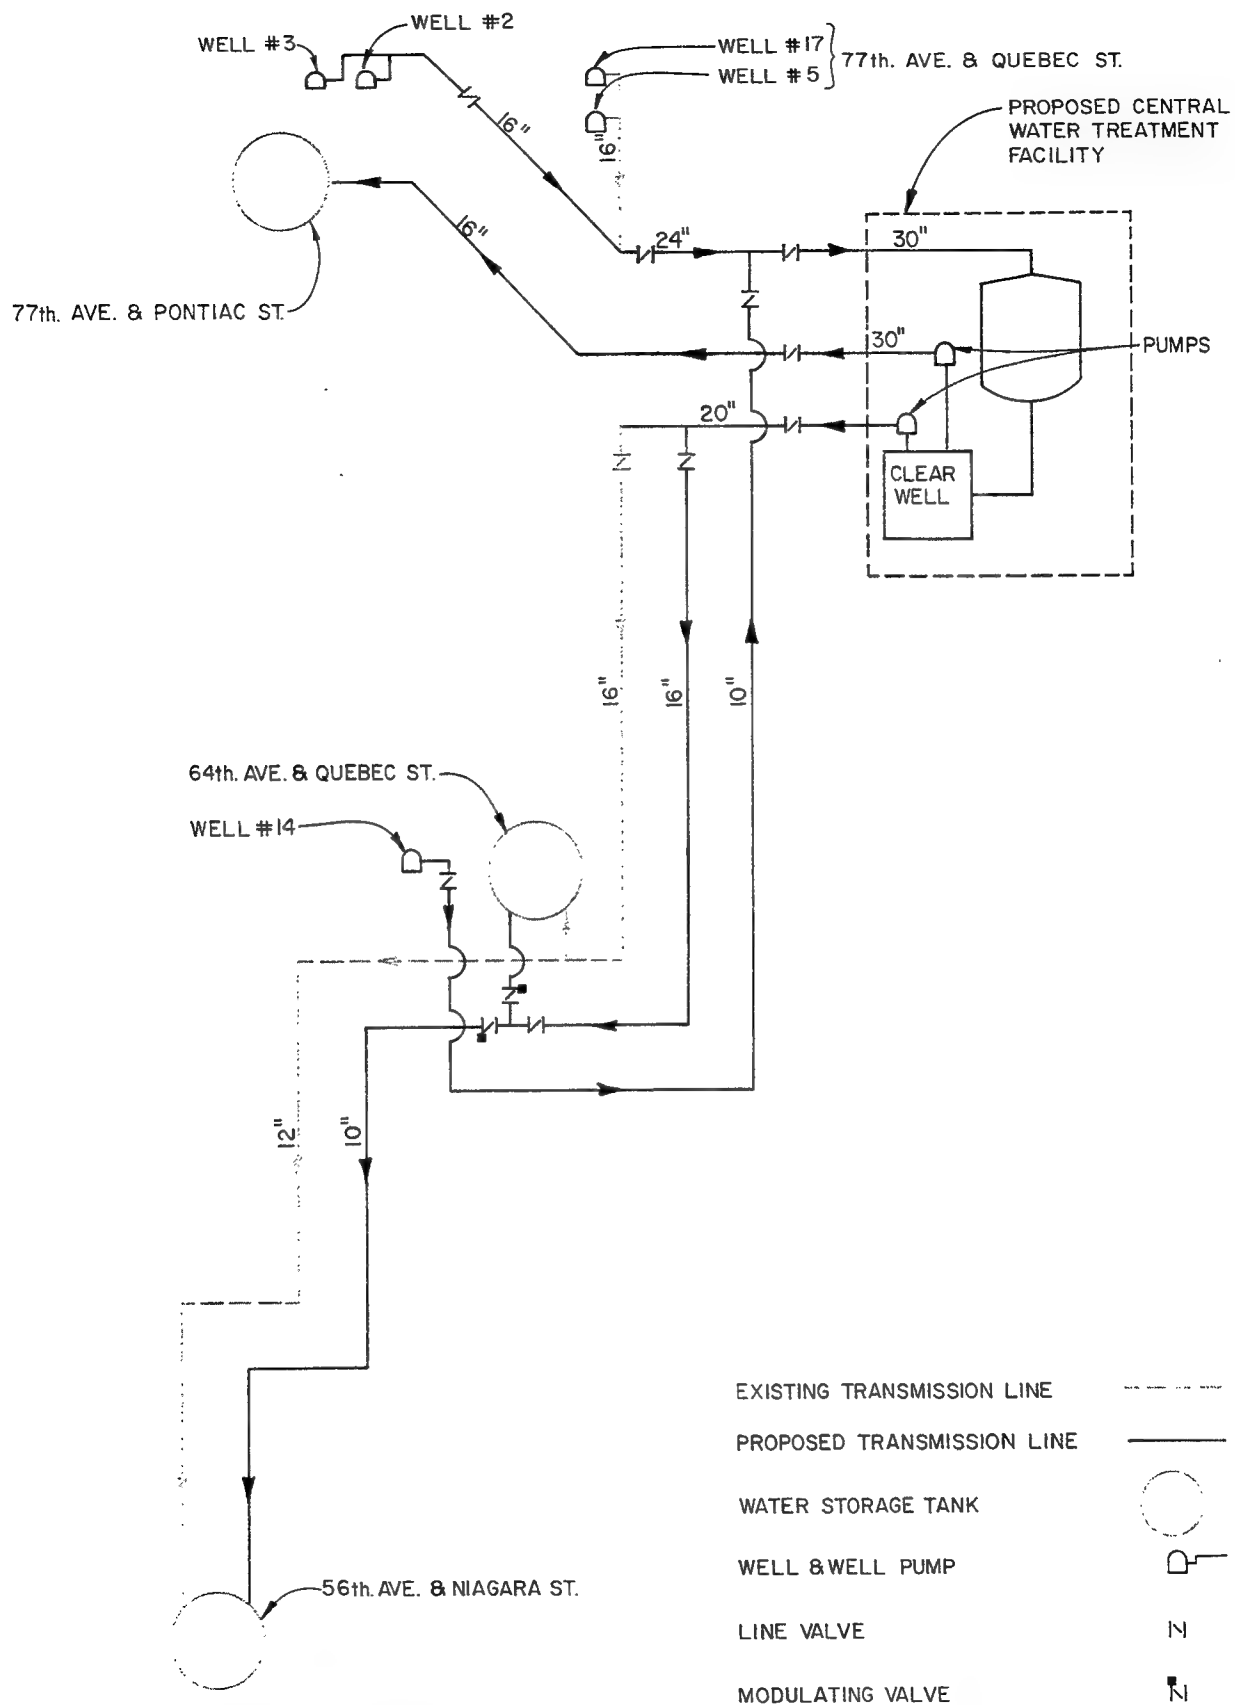 WELL #2
WELL #3
WELL #17
77th. AVE. & QUEBEC ST.
WELL #5
PROPOSED CENTRAL
WATER TREATMENT
FACILITY
16"
16"
16"
24"
30"
77th. AVE. & PONTIAC ST.
30"
PUMPS
20"
CLEAR
WELL
16"
16"
10"
64th. AVE. & QUEBEC ST.
WELL #14
12"
10"
EXISTING TRANSMISSION LINE
PROPOSED TRANSMISSION LINE
WATER STORAGE TANK
WELL & WELL PUMP
56th. AVE. & NIAGARA ST.
LINE VALVE
MODULATING VALVE